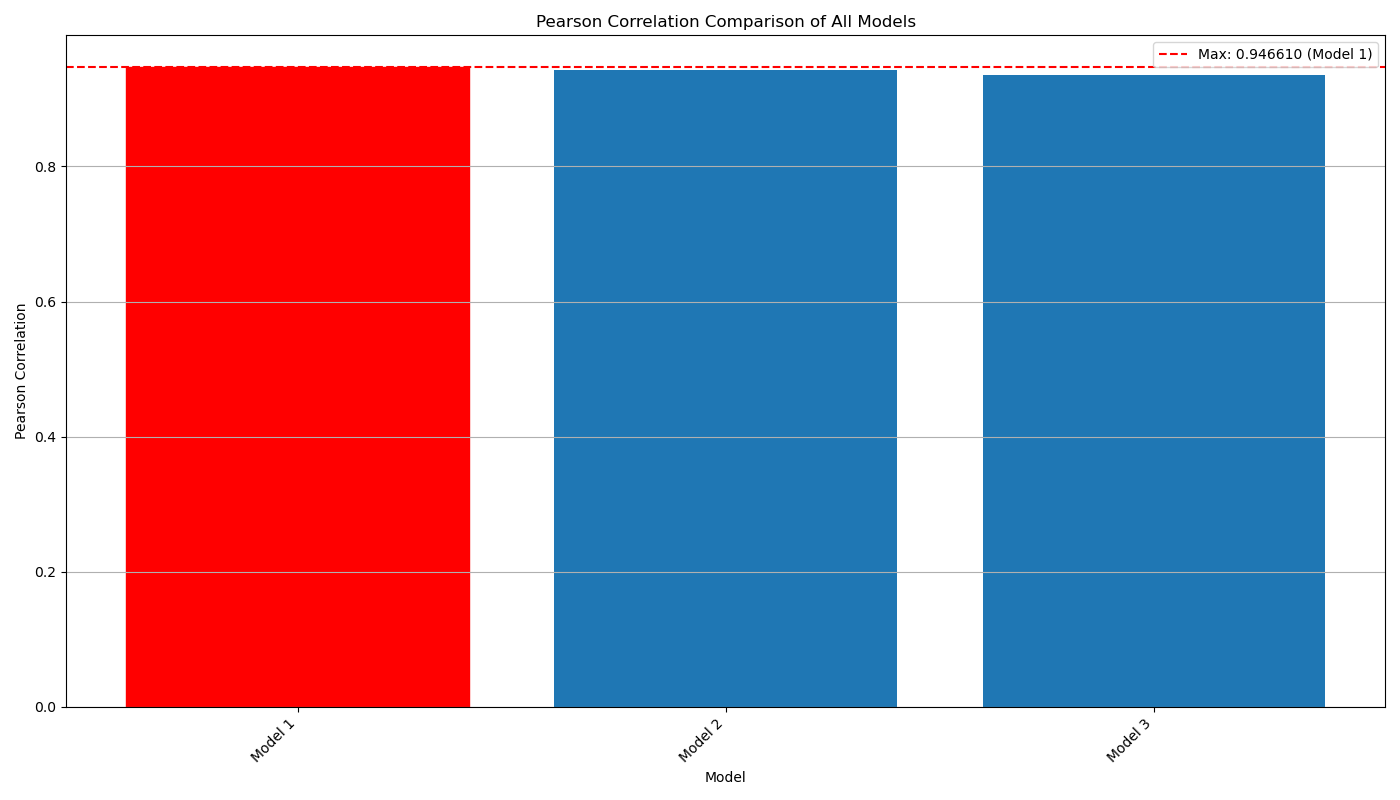 Pearson Correlation Comparison of All Models
Max: 0.946610 (Model 1)
Pearson Correlation
0.8
0.6
0.4
0.2
0.0
Model 1
Model 2
Model 3
Model